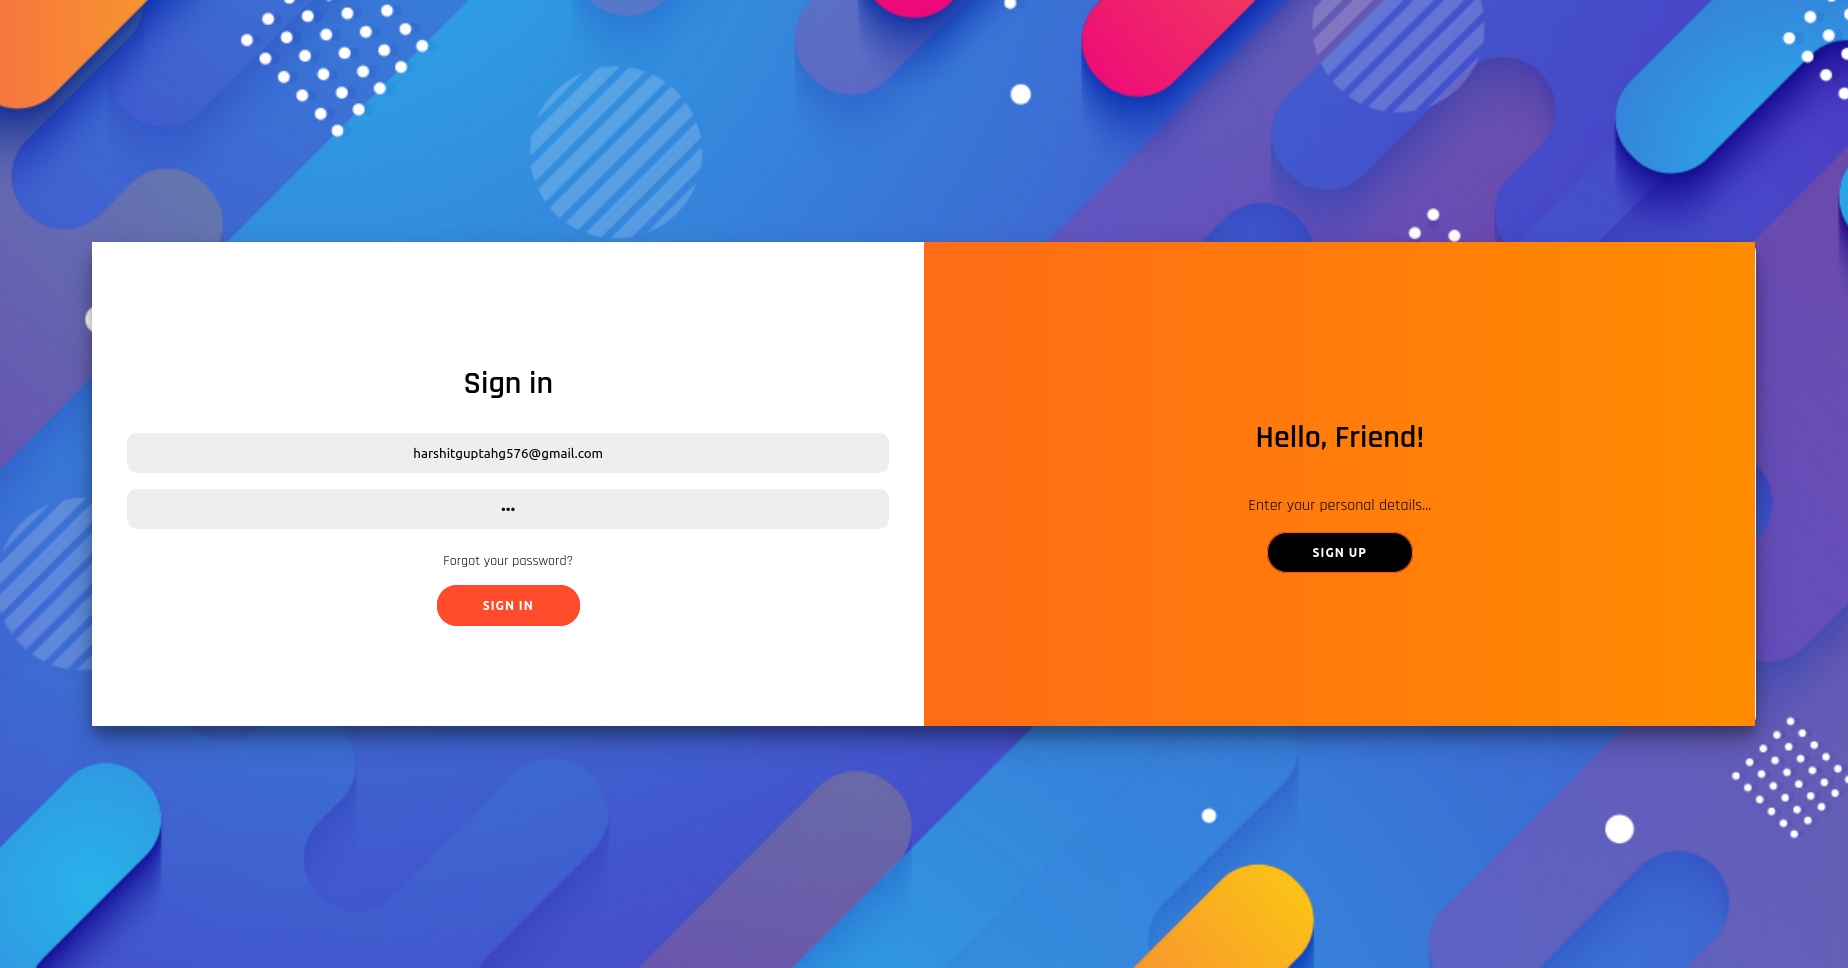 Sign in
harshitguptahg576@gmail.com
•••
Forgot your password?
SIGN IN
Hello, Friend!
Enter your personal details...
SIGN UP